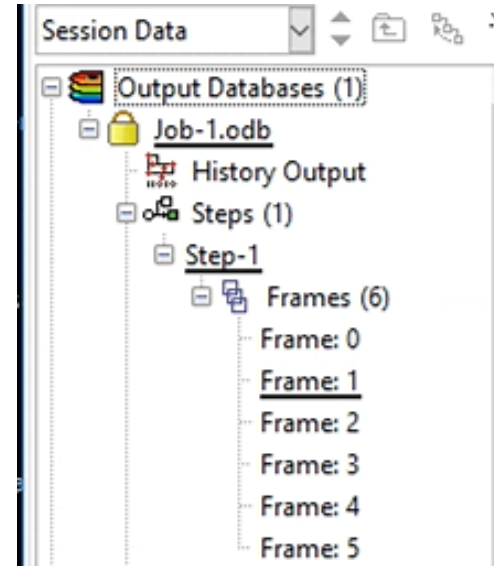 Session Data
Output Databases (1)
Job-1.odb
History Output
Steps (1)
Step-1
Frames (6)
Frame: 0
Frame: 1
Frame: 2
Frame: 3
Frame: 4
Frame: 5